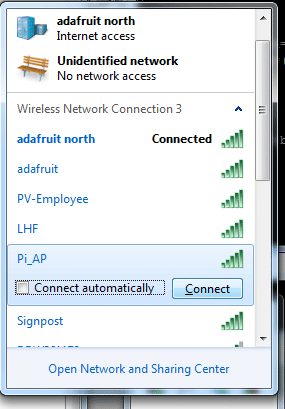 adafruit north
Internet access
Unidentified network
No network access
Wireless Network Connection 3
adafruit north Connected
adafruit
PV-Employee
LHF
Pi_AP
Connect automatically Connect
Signpost
Open Network and Sharing Center